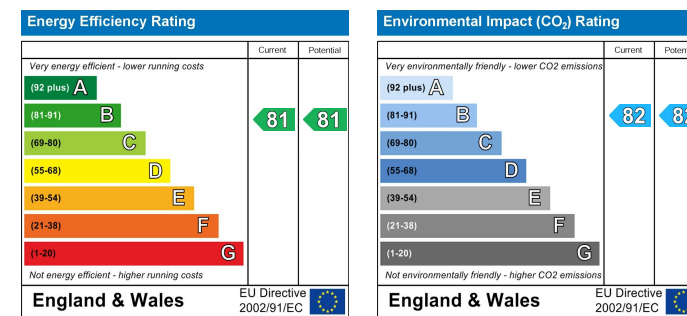 Energy Efficiency Rating
Current Potential
Very energy efficient - lower running costs
(92 plus) A
(81-91) B
81 81
(69-80) C
(55-68) D
(39-54) E
(21-38) F
(1-20) G
Not energy efficient - higher running costs
England & Wales
EU Directive
2002/91/EC
Environmental Impact (CO₂) Rating
Current Poten
Very environmentally friendly - lower CO2 emissions
(92 plus) A
(81-91) B
82 82
(69-80) C
(55-68) D
(39-54) E
(21-38) F
(1-20) G
Not environmentally friendly - higher CO2 emissions
England & Wales
EU Directive
2002/91/EC